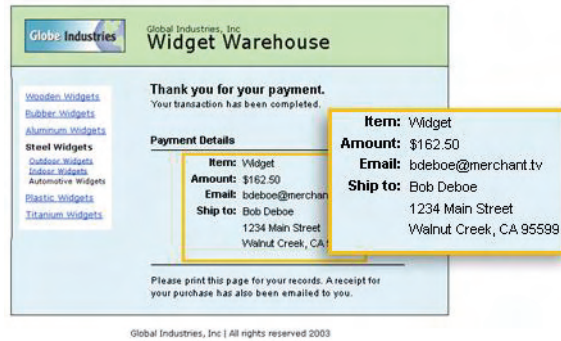 Globe Industries
Global Industries, Inc
Widget Warehouse
Wooden Widgets
Rubber Widgets
Aluminum Widgets
Steel Widgets
Outdoor Widgets
Indoor Widgets
Automotive Widgets
Plastic Widgets
Titanium Widgets
Thank you for your payment.
Your transaction has been completed.
Payment Details
Item: Widget
Amount: $162.50
Email: bdeboe@merchan
Ship to: Bob Deboe
1234 Main Street
Walnut Creek, CA
Please print this page for your records. A receipt for
your purchase has also been emailed to you.
Item: Widget
Amount: $162.50
Email: bdeboe@merchant.tv
Ship to: Bob Deboe
1234 Main Street
Walnut Creek, CA 95599
Global Industries, Inc | All rights reserved 2003